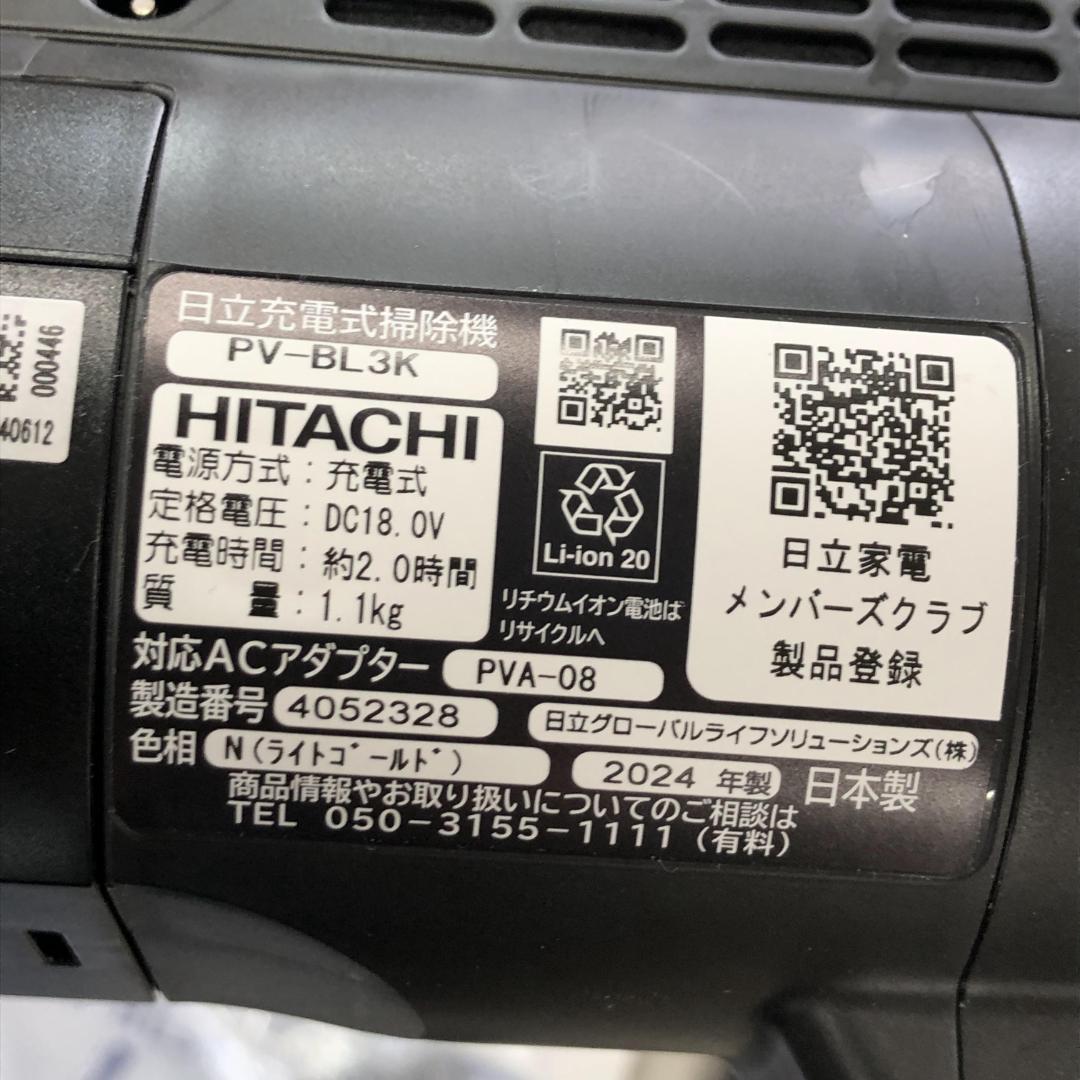 000446
40612
日立充電式掃除機
PV-BL3K
HITACHI
電源方式：充電式
定格電圧：DC18.0V
充電時間：約2.0時間
質　　量：1.1kg
Li-ion 20
リチウムイオン電池は
リサイクルへ
日立家電
メンバーズクラブ
製品登録
対応ACアダプター PVA-08
製造番号 4052328
日立グローバルライフソリューションズ(株)
色相 N(ライトゴールド)
2024 年製 日本製
商品情報やお取り扱いについてのご相談は
TEL 050-3155-1111 (有料)